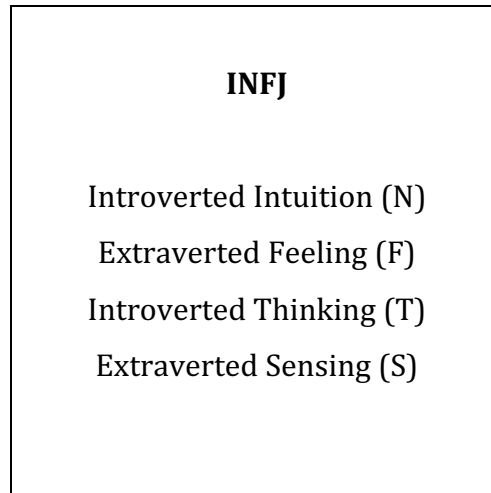 INFJ
Introverted Intuition (N)
Extraverted Feeling (F)
Introverted Thinking (T)
Extraverted Sensing (S)